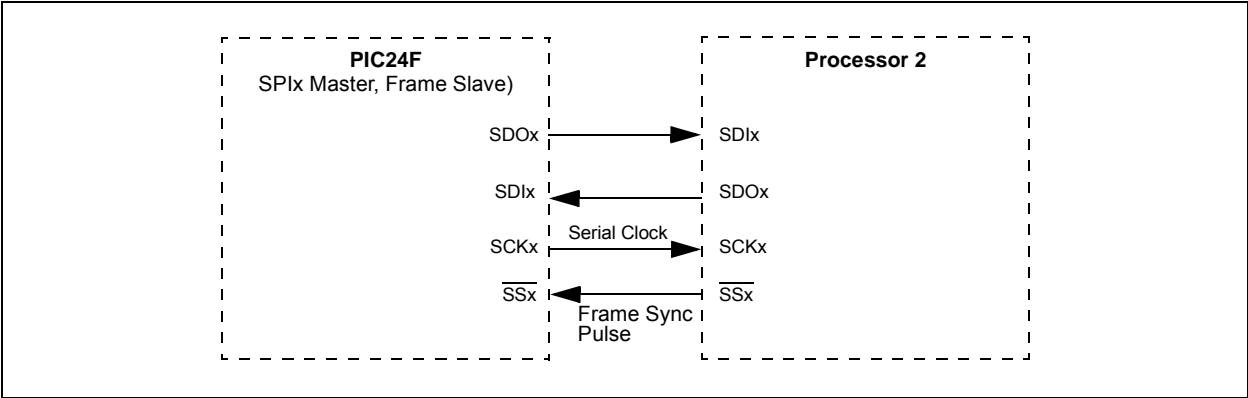 PIC24F
SPIx Master, Frame Slave)
Processor 2
SDOx
SDIx
SDIx
SDOx
SCKx
Serial Clock
SCKx
SSx
Frame Sync
Pulse
SSx